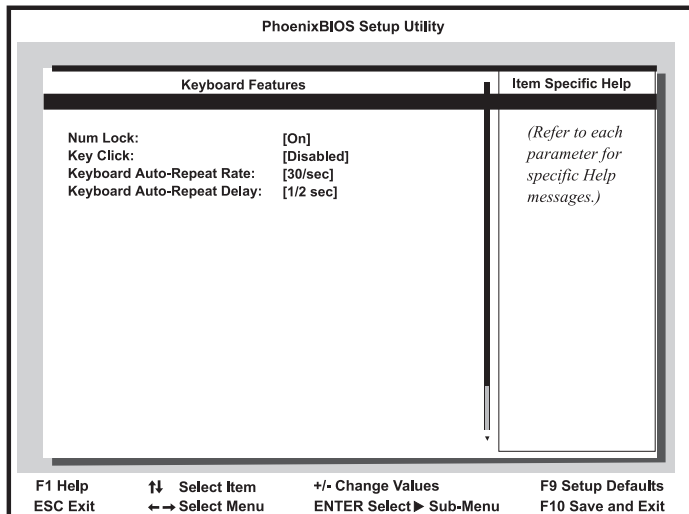 PhoenixBIOS Setup Utility
Keyboard Features
Item Specific Help
Num Lock: [On]
Key Click: [Disabled]
Keyboard Auto-Repeat Rate: [30/sec]
Keyboard Auto-Repeat Delay: [1/2 sec]
(Refer to each
parameter for
specific Help
messages.)
F1 Help ↑↓ Select Item +/- Change Values F9 Setup Defaults
ESC Exit ←→ Select Menu ENTER Select ▶ Sub-Menu F10 Save and Exit